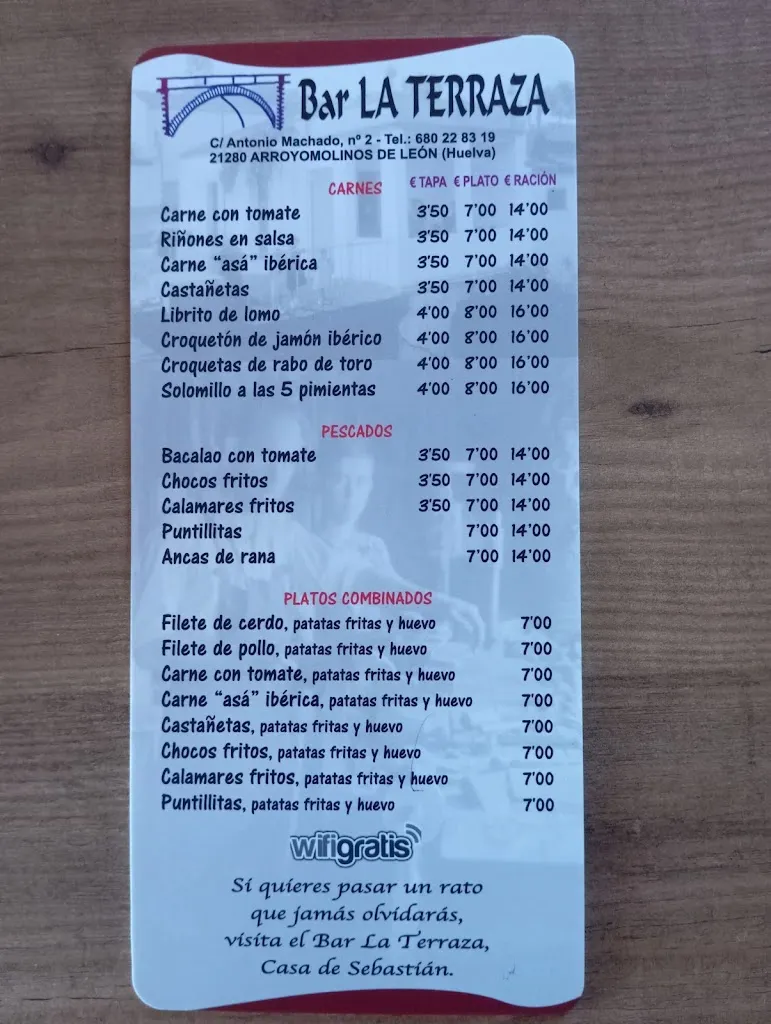 Bar LA TERRAZA
C/ Antonio Machado, nº 2 - Tel.: 680 22 83 19
21280 ARROYOMOLINOS DE LEÓN (Huelva)
CARNES € TAPA € PLATO € RACIÓN
Carne con tomate 3'50 7'00 14'00
Riñones en salsa 3'50 7'00 14'00
Carne “asá” ibérica 3'50 7'00 14'00
Castañetas 3'50 7'00 14'00
Librito de lomo 4'00 8'00 16'00
Croquetón de jamón ibérico 4'00 8'00 16'00
Croquetas de rabo de toro 4'00 8'00 16'00
Solomillo a las 5 pimientas 4'00 8'00 16'00
PESCADOS
Bacalao con tomate 3'50 7'00 14'00
Chocos fritos 3'50 7'00 14'00
Calamares fritos 3'50 7'00 14'00
Puntillitas 7'00 14'00
Ancas de rana 7'00 14'00
PLATOS COMBINADOS
Filete de cerdo, patatas fritas y huevo 7'00
Filete de pollo, patatas fritas y huevo 7'00
Carne con tomate, patatas fritas y huevo 7'00
Carne “asá” ibérica, patatas fritas y huevo 7'00
Castañetas, patatas fritas y huevo 7'00
Chocos fritos, patatas fritas y huevo 7'00
Calamares fritos, patatas fritas y huevo 7'00
Puntillitas, patatas fritas y huevo 7'00
wifigratis
Sí quieres pasar un rato
que jamás olvidarás,
visita el Bar La Terraza,
Casa de Sebastián.